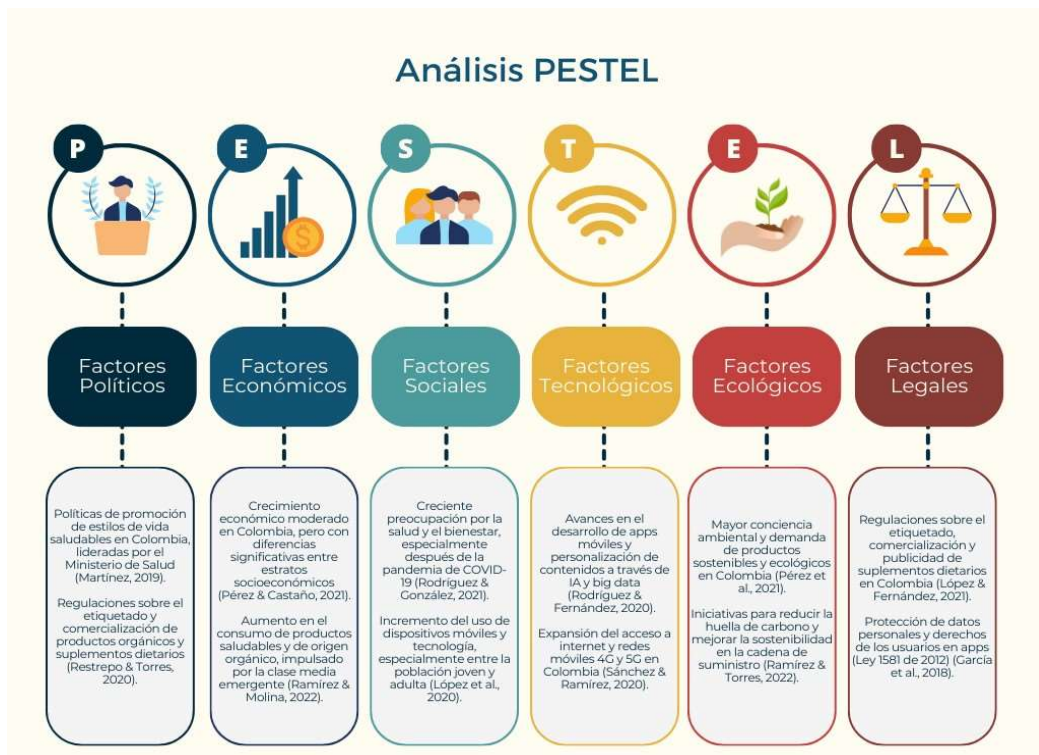 Análisis PESTEL
P
E
S
T
E
L
$
Factores
Políticos
Factores
Económicos
Factores
Sociales
Factores
Tecnológicos
Factores
Ecológicos
Factores
Legales
Políticas de promoción
de estilos de vida
saludables en Colombia,
lideradas por el
Ministerio de Salud
(Martínez, 2019).
Regulaciones sobre el
etiquetado y
comercialización de
productos orgánicos y
suplementos dietarios
(Restrepo & Torres,
2020).
Crecimiento
económico moderado
en Colombia, pero con
diferencias
significativas entre
estratos
socioeconómicos
(Pérez & Castaño, 2021).
Aumento en el
consumo de productos
saludables y de origen
orgánico, impulsado
por la clase media
emergente (Ramírez &
Molina, 2022).
Creciente
preocupación por la
salud y el bienestar,
especialmente
después de la
pandemia de COVID-
19 (Rodríguez &
González, 2021).
Incremento del uso de
dispositivos móviles y
tecnología,
especialmente entre la
población joven y
adulta (López et al.,
2020).
Avances en el
desarrollo de apps
móviles y
personalización de
contenidos a través de
IA y big data
(Rodríguez &
Fernández, 2020).
Expansión del acceso a
internet y redes
móviles 4G y 5G en
Colombia (Sánchez &
Ramírez, 2020).
Mayor conciencia
ambiental y demanda
de productos
sostenibles y ecológicos
en Colombia (Pérez et
al., 2021).
Iniciativas para reducir la
huella de carbono y
mejorar la sostenibilidad
en la cadena de
suministro (Ramírez &
Torres, 2022).
Regulaciones sobre el
etiquetado,
comercialización y
publicidad de
suplementos dietarios
en Colombia (López &
Fernández, 2021).
Protección de datos
personales y derechos
de los usuarios en apps
(Ley 1581 de 2012) (García
et al., 2018).